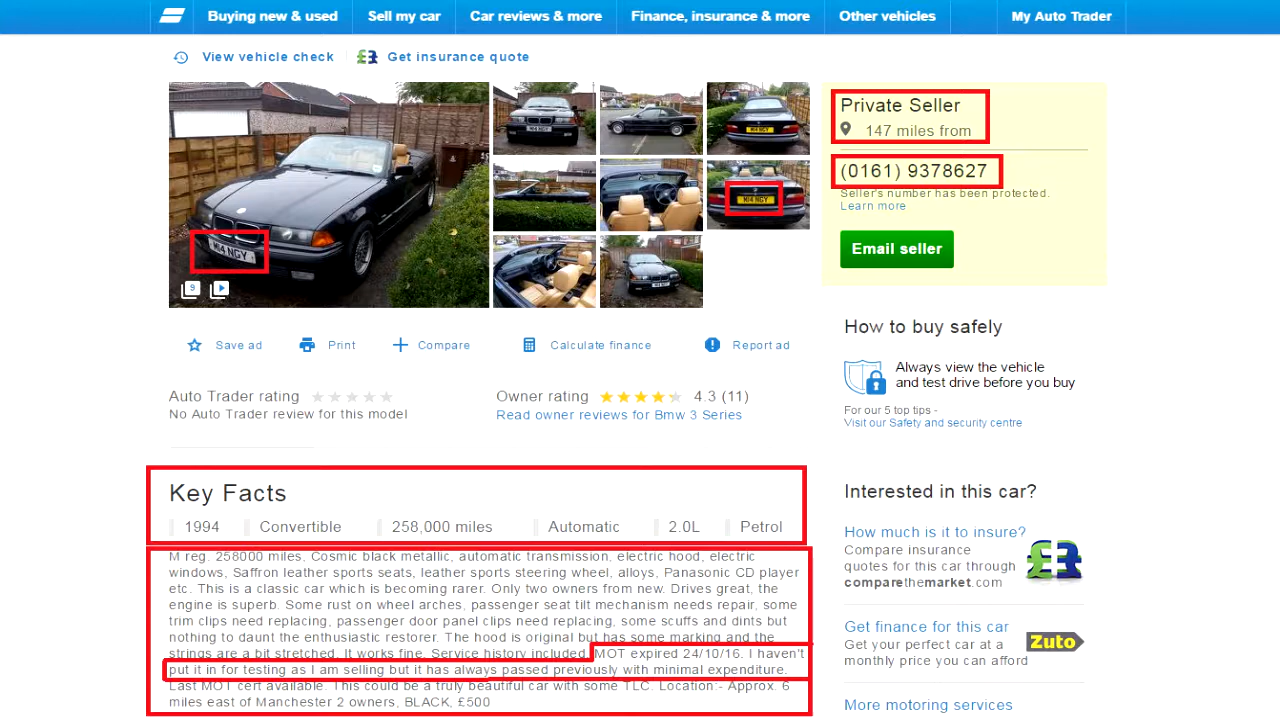 Buying new & used
Sell my car
Car reviews & more
Finance, insurance & more
Other vehicles
My Auto Trader
View vehicle check
££ Get insurance quote
M14 NGY
M14 NGY
M14 NGY
M14 NGY
9
Private Seller
147 miles from
(0161) 9378627
Seller's number has been protected.
Learn more
Email seller
Save ad
Print
Compare
Calculate finance
Report ad
Auto Trader rating
No Auto Trader review for this model
Owner rating 4.3 (11)
Read owner reviews for Bmw 3 Series
How to buy safely
Always view the vehicle
and test drive before you buy
For our 5 top tips -
Visit our Safety and security centre
Key Facts
1994
Convertible
258,000 miles
Automatic
2.0L
Petrol
M reg. 258000 miles, Cosmic black metallic, automatic transmission, electric hood, electric
windows, Saffron leather sports seats, leather sports steering wheel, alloys, Panasonic CD player
etc. This is a classic car which is becoming rarer. Only two owners from new. Drives great, the
engine is superb. Some rust on wheel arches, passenger seat tilt mechanism needs repair, some
trim clips need replacing, passenger door panel clips need replacing, some scuffs and dints but
nothing to daunt the enthusiastic restorer. The hood is original but has some marking and the
strings are a bit stretched. It works fine. Service history included. MOT expired 24/10/16. I haven't
put it in for testing as I am selling but it has always passed previously with minimal expenditure.
Last MOT cert available. This could be a truly beautiful car with some TLC. Location:- Approx. 6
miles east of Manchester 2 owners, BLACK, £500
Interested in this car?
How much is it to insure?
Compare insurance
quotes for this car through
comparethemarket.com
££
Get finance for this car
Get your perfect car at a
monthly price you can afford
Zuto
More motoring services